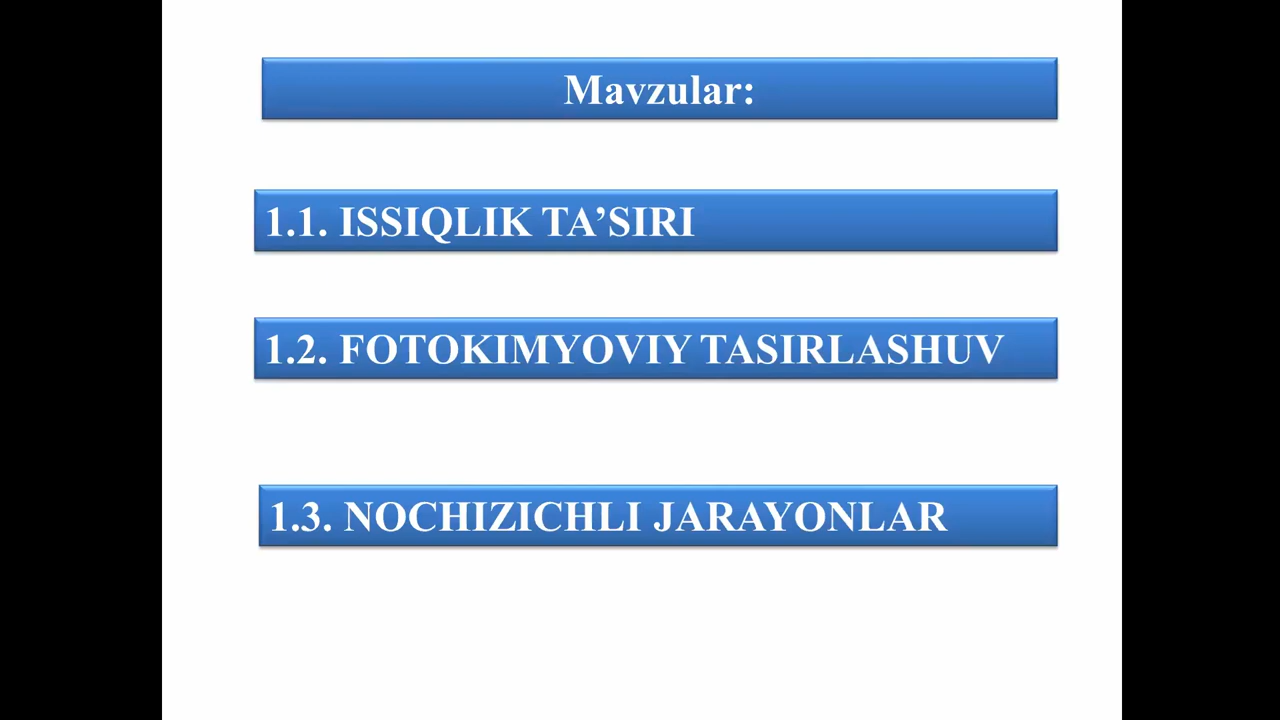 Mavzular:
1.1. ISSIQLIK TA’SIRI
1.2. FOTOKIMYOVIY TASIRLASHUV
1.3. NOCHIZICHLI JARAYONLAR